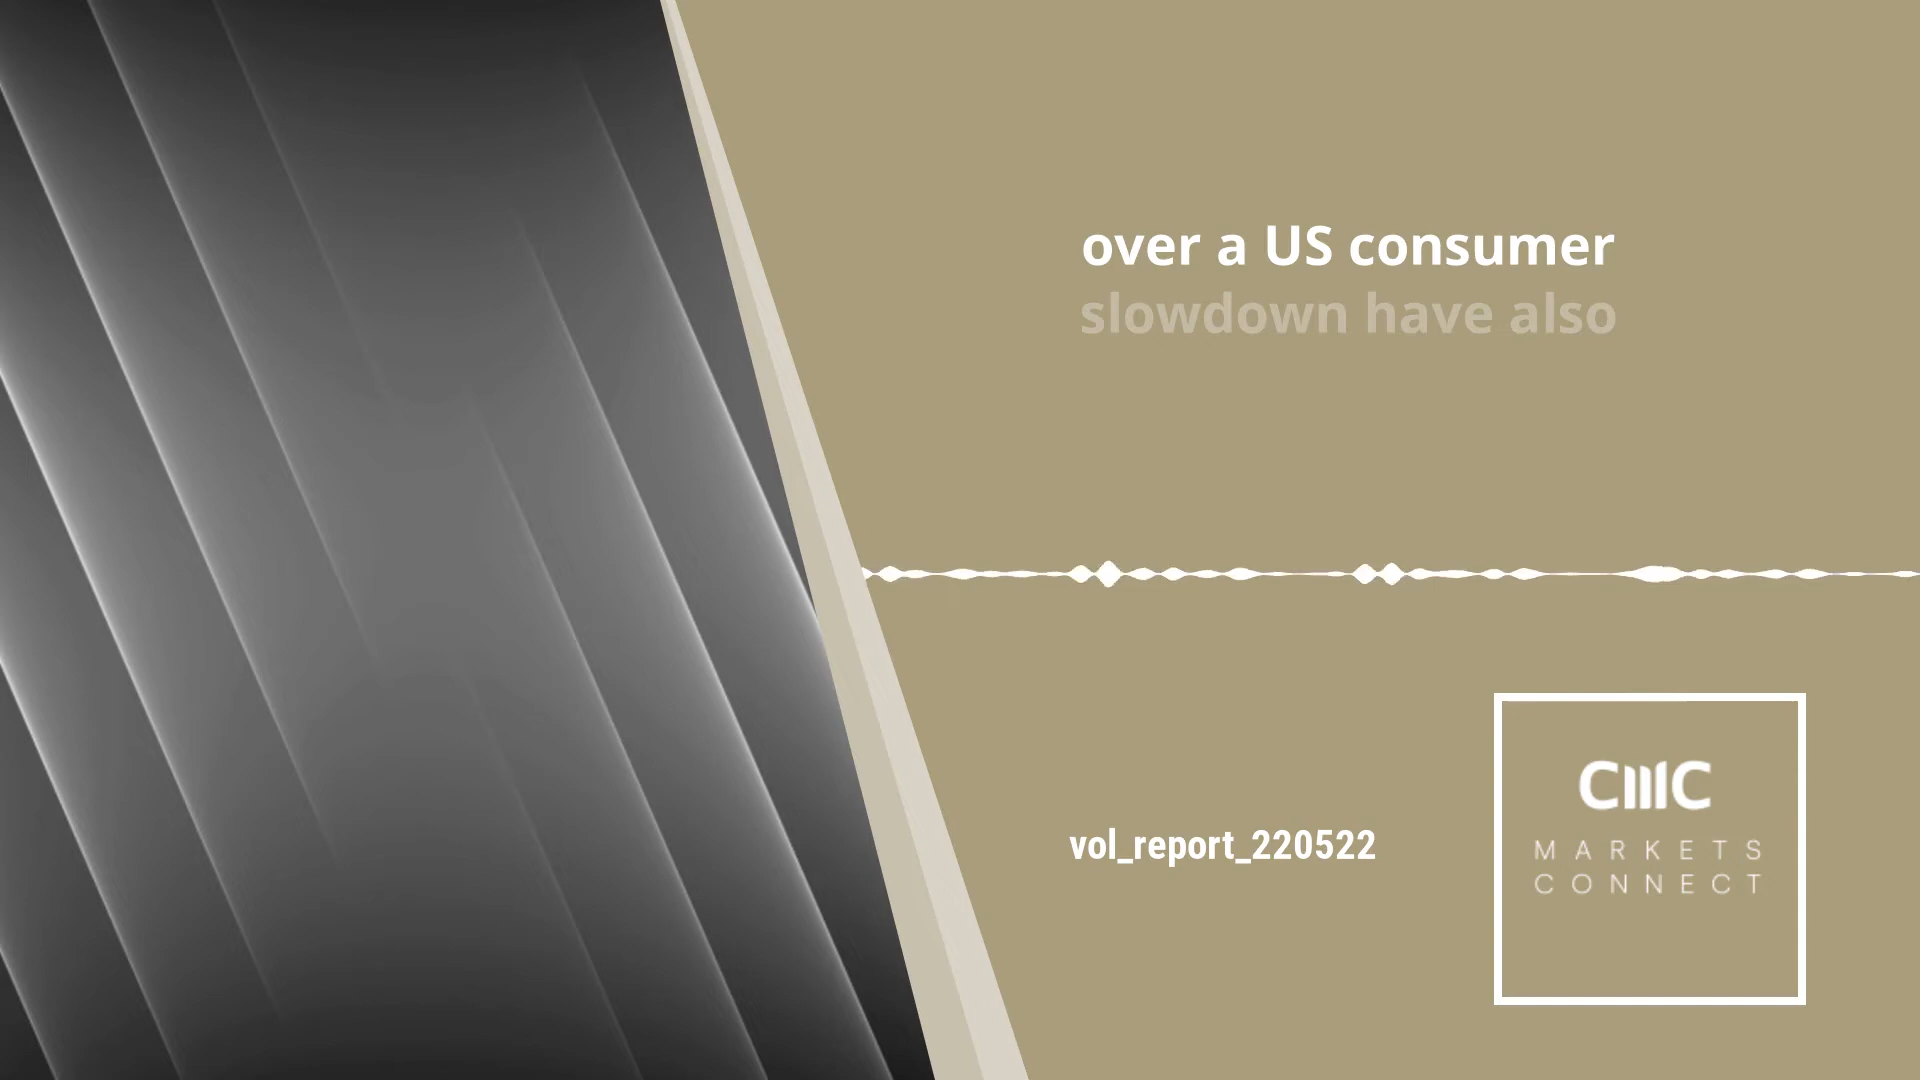 over a US consumer
slowdown have also
vol_report_220522
CMC
MARKETS
CONNECT